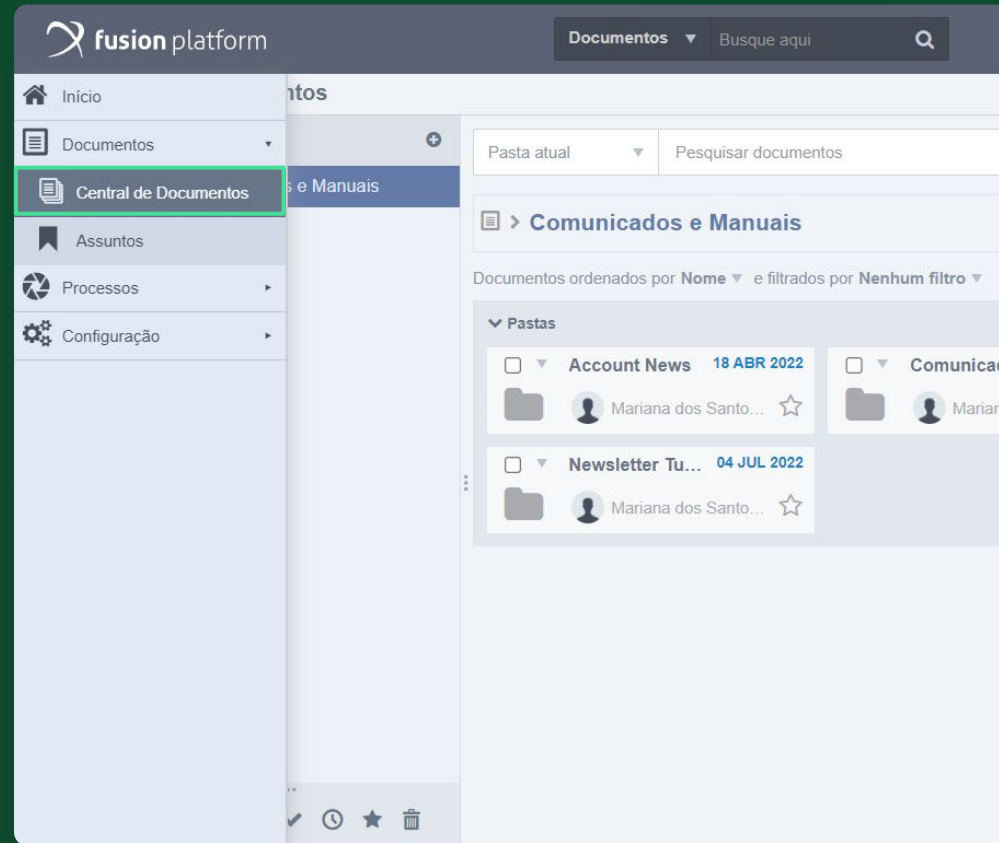 fusion platform
Documentos
Busque aqui
Início
Documentos
Central de Documentos
Assuntos
Processos
Configuração
ntos
s e Manuais
Pasta atual
Pesquisar documentos
> Comunicados e Manuais
Documentos ordenados por Nome e filtrados por Nenhum filtro
Pastas
Account News 18 ABR 2022
Mariana dos Santo...
Comunicad
Marian
Newsletter Tu... 04 JUL 2022
Mariana dos Santo...